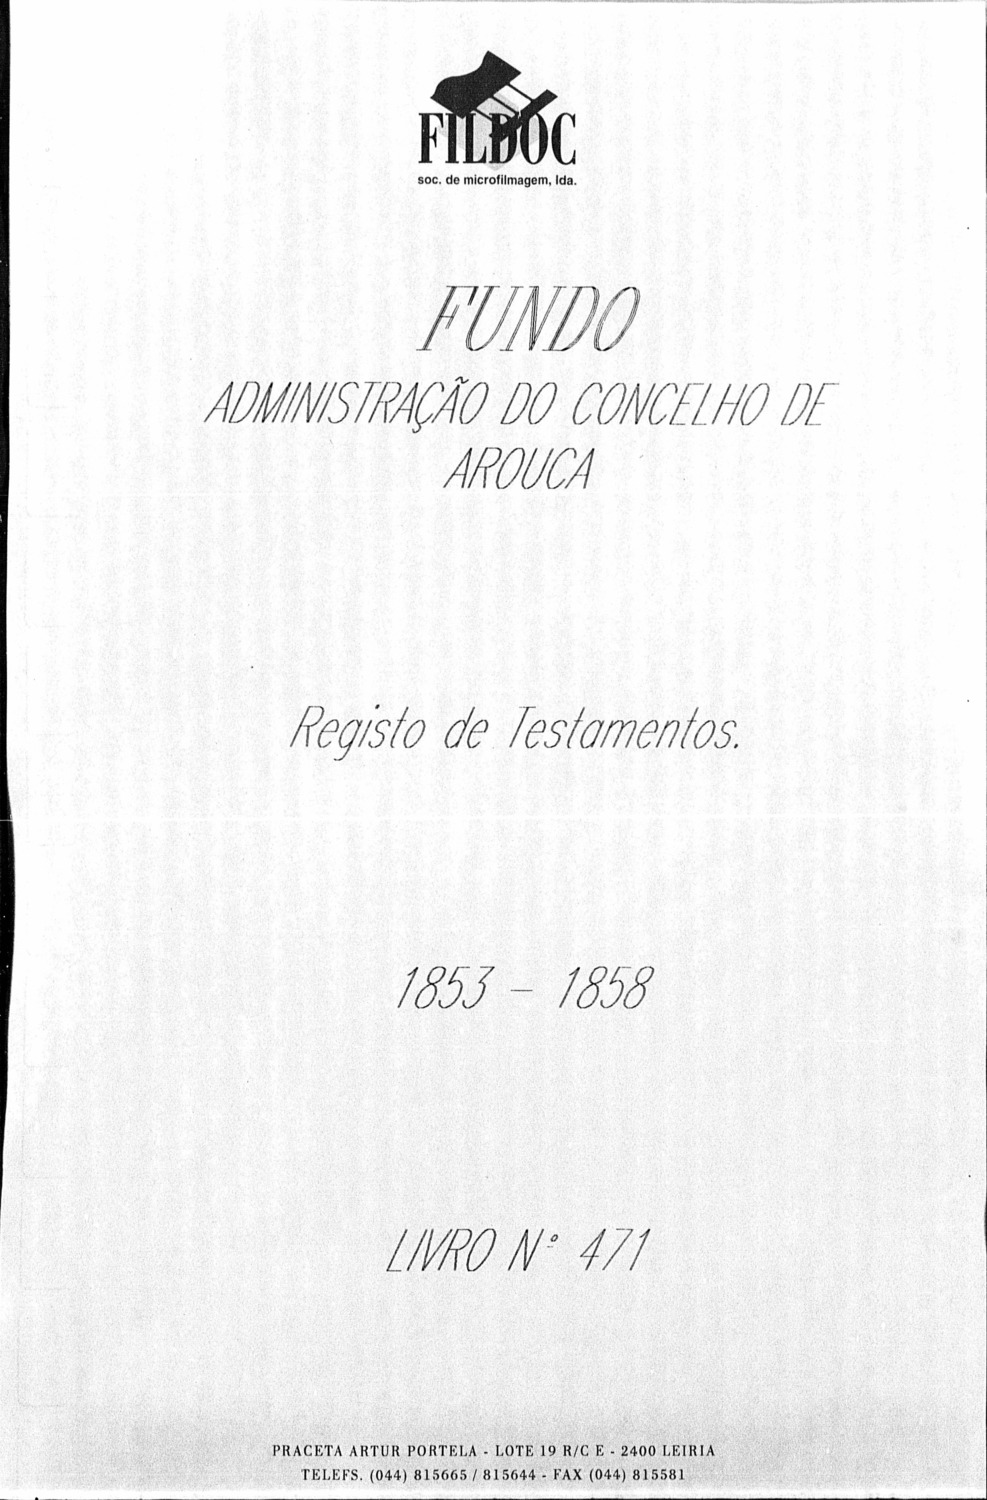 FILDOC
soc. de microfilmagem, lda.
FUNDO
ADMINISTRAÇÃO DO CONCELHO DE
AROUCA
Registo de Testamentos.
1853 - 1858
LIVRO Nº 471
PRACETA ARTUR PORTELA - LOTE 19 R/C E - 2400 LEIRIA
TELEFS. (044) 815665 / 815644 - FAX (044) 815581